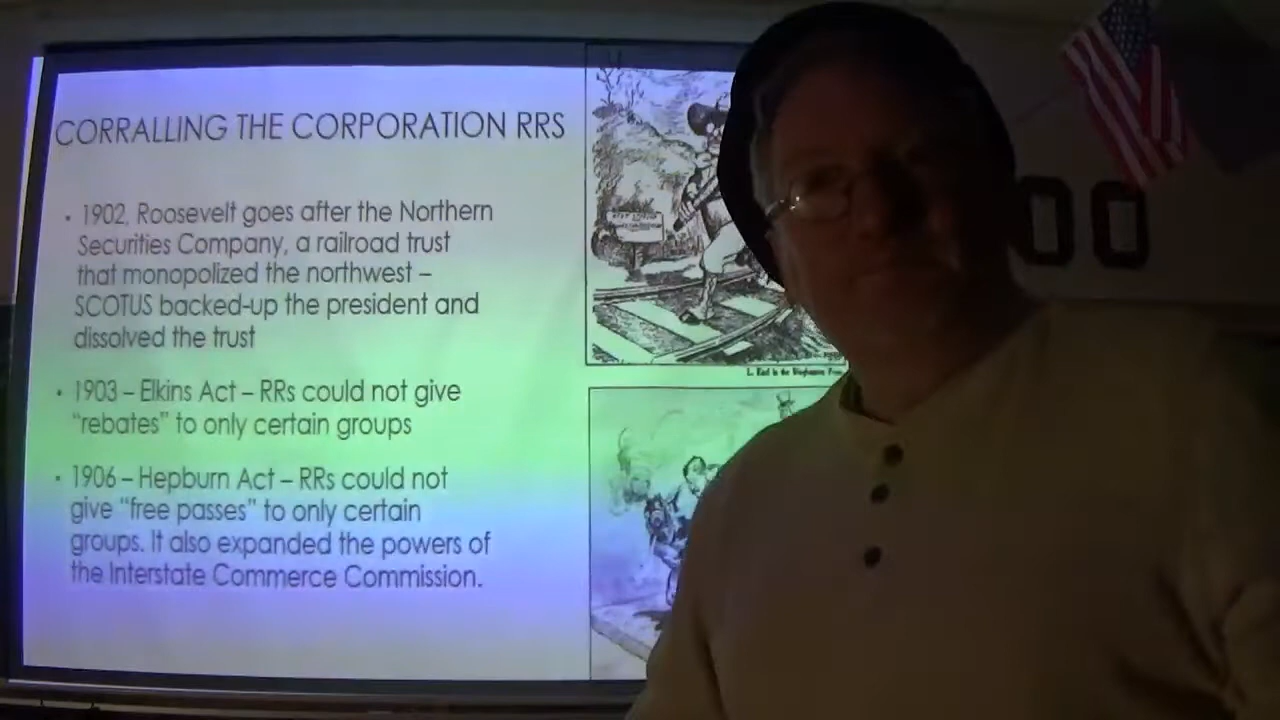 CORRALLING THE CORPORATION RRS
· 1902, Roosevelt goes after the Northern
Securities Company, a railroad trust
that monopolized the northwest –
SCOTUS backed-up the president and
dissolved the trust
· 1903 – Elkins Act – RRs could not give
"rebates" to only certain groups
· 1906 – Hepburn Act – RRs could not
give "free passes" to only certain
groups. It also expanded the powers of
the Interstate Commerce Commission.
in the
00